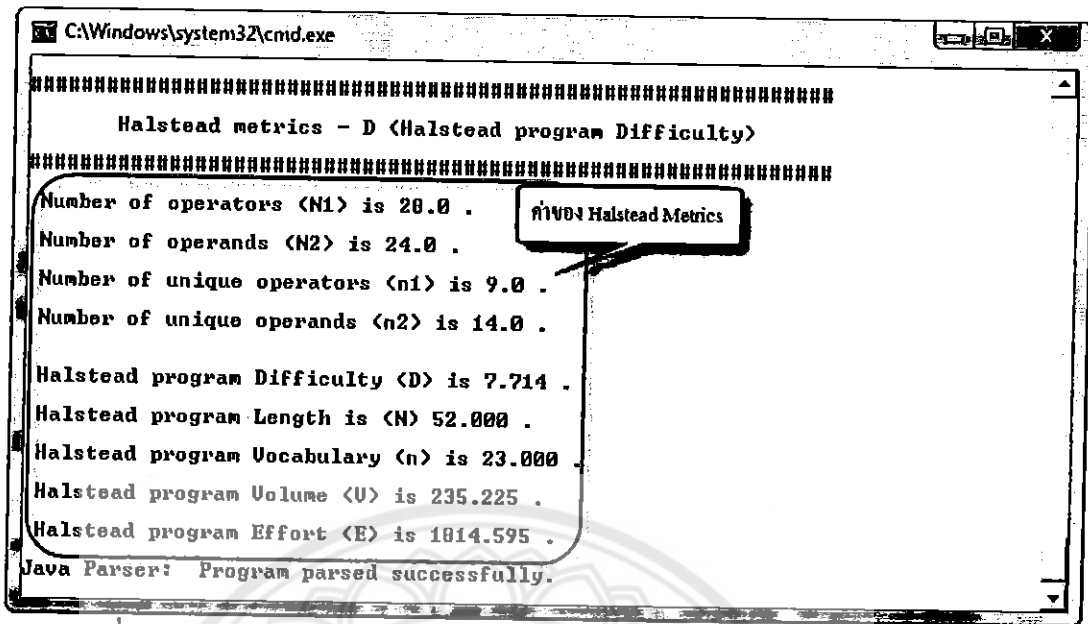 C:\Windows\system32\cmd.exe
###############################################################
Halstead metrics - D (Halstead program Difficulty)
###############################################################
Number of operators (N1) is 28.0 .
ค่าของ Halstead Metrics
Number of operands (N2) is 24.0 .
Number of unique operators (n1) is 9.0 .
Number of unique operands (n2) is 14.0 .
Halstead program Difficulty (D) is 7.714 .
Halstead program Length is (N) 52.000 .
Halstead program Vocabulary (n) is 23.000 .
Halstead program Volume (V) is 235.225 .
Halstead program Effort (E) is 1814.595 .
Java Parser: Program parsed successfully.